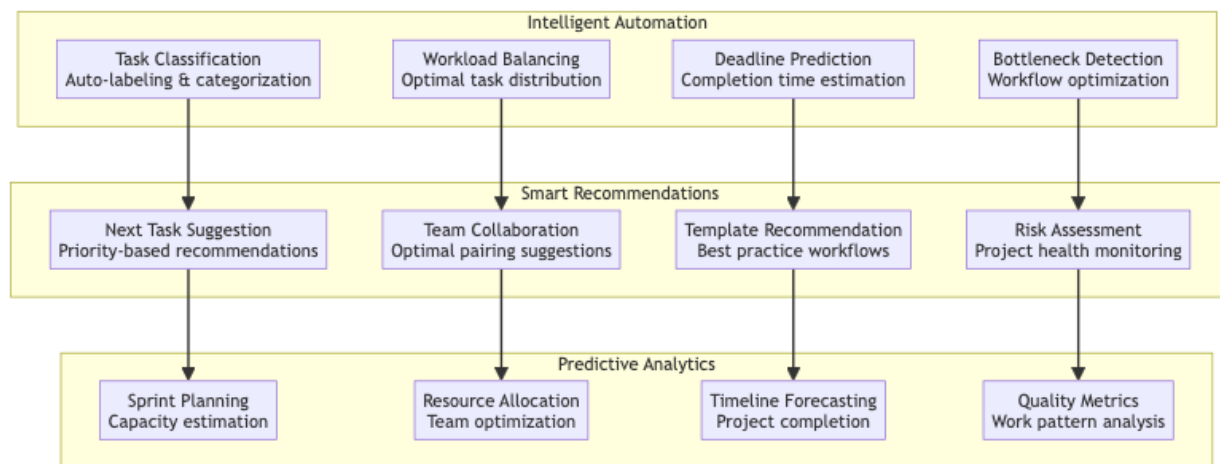 Intelligent Automation
Task Classification
Auto-labeling & categorization
Workload Balancing
Optimal task distribution
Deadline Prediction
Completion time estimation
Bottleneck Detection
Workflow optimization
Smart Recommendations
Next Task Suggestion
Priority-based recommendations
Team Collaboration
Optimal pairing suggestions
Template Recommendation
Best practice workflows
Risk Assessment
Project health monitoring
Predictive Analytics
Sprint Planning
Capacity estimation
Resource Allocation
Team optimization
Timeline Forecasting
Project completion
Quality Metrics
Work pattern analysis